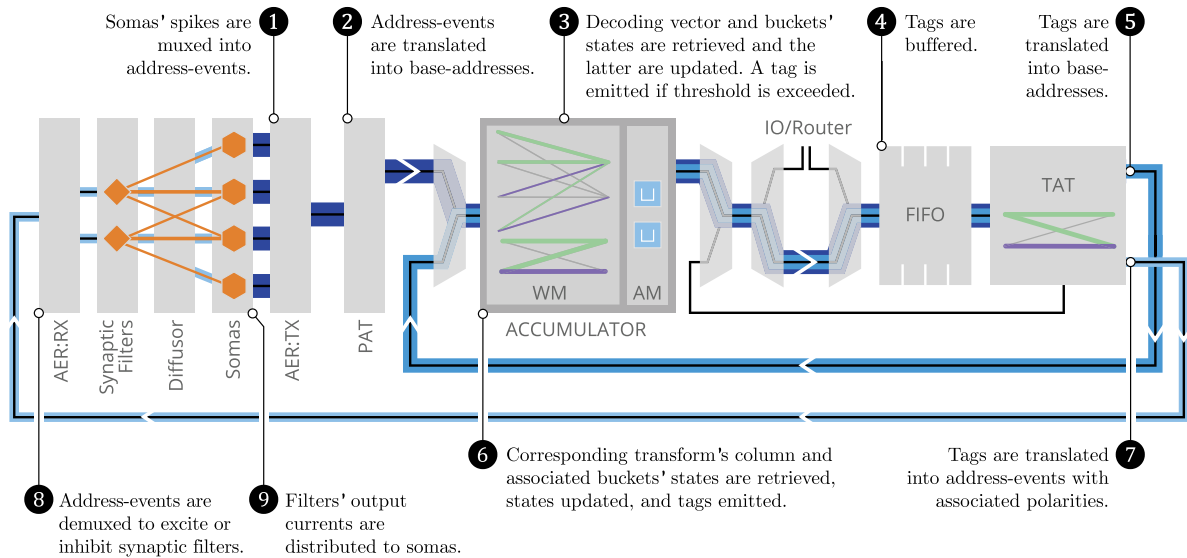 1
Somas' spikes are
muxed into
address-events.
2
Address-events
are translated
into base-addresses.
3
Decoding vector and buckets'
states are retrieved and the
latter are updated. A tag is
emitted if threshold is exceeded.
4
Tags are
buffered.
5
Tags are
translated
into base-
addresses.
IO/Router
TAT
FIFO
WM
AM
ACCUMULATOR
AER:RX
Synaptic
Filters
Diffusor
Somas
AER:TX
PAT
6
Corresponding transform's column and
associated buckets' states are retrieved,
states updated, and tags emitted.
7
Tags are translated
into address-events with
associated polarities.
8
Address-events are
demuxed to excite or
inhibit synaptic filters.
9
Filters' output
currents are
distributed to somas.